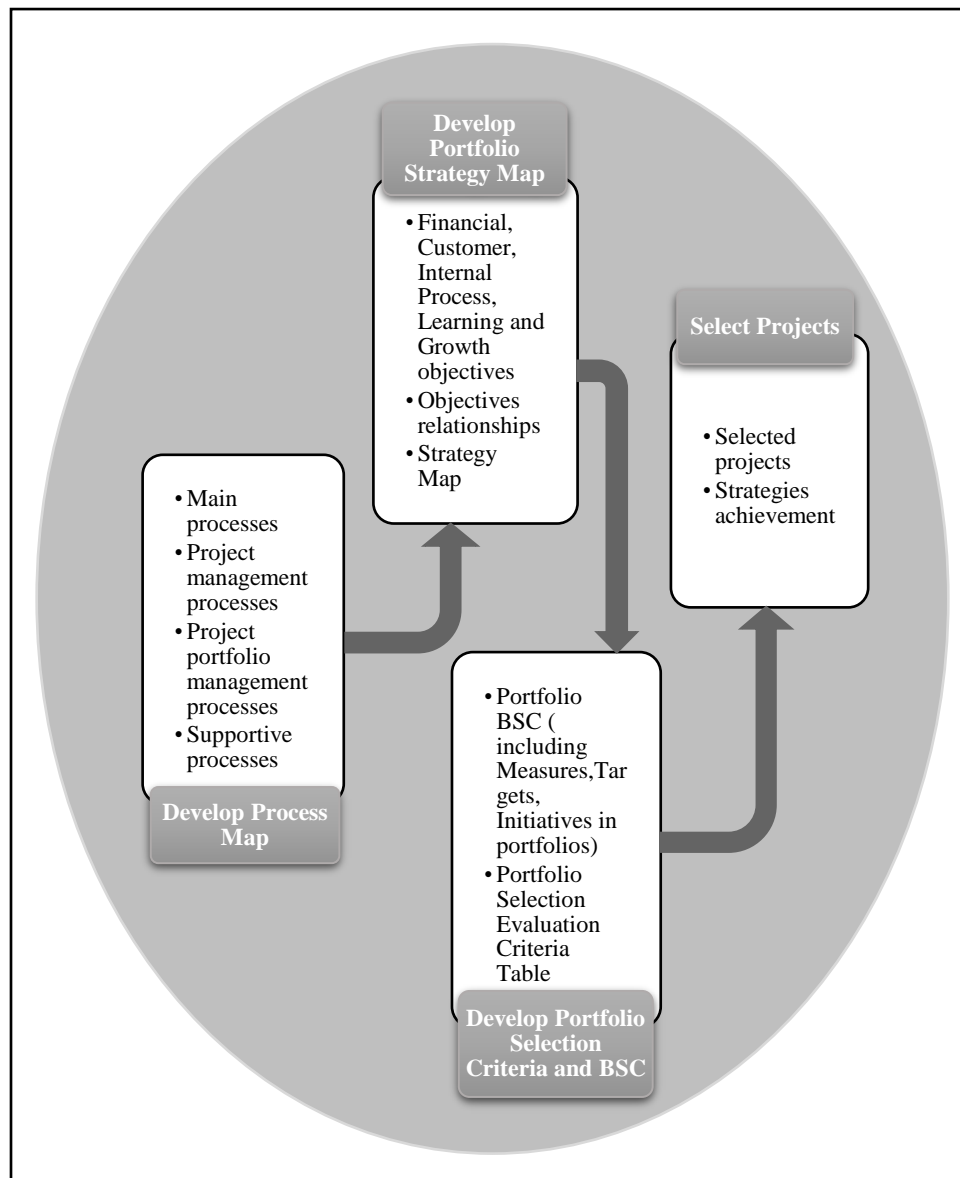 Develop
Portfolio
Strategy Map
• Financial,
Customer,
Internal
Process,
Learning and
Growth
objectives
• Objectives
relationships
• Strategy
Map
Select Projects
• Selected
projects
• Strategies
achievement
• Main
processes
• Project
management
processes
• Project
portfolio
management
processes
• Supportive
processes
Develop Process
Map
• Portfolio
BSC (
including
Measures,Tar
gets,
Initiatives in
portfolios)
• Portfolio
Selection
Evaluation
Criteria
Table
Develop Portfolio
Selection
Criteria and BSC